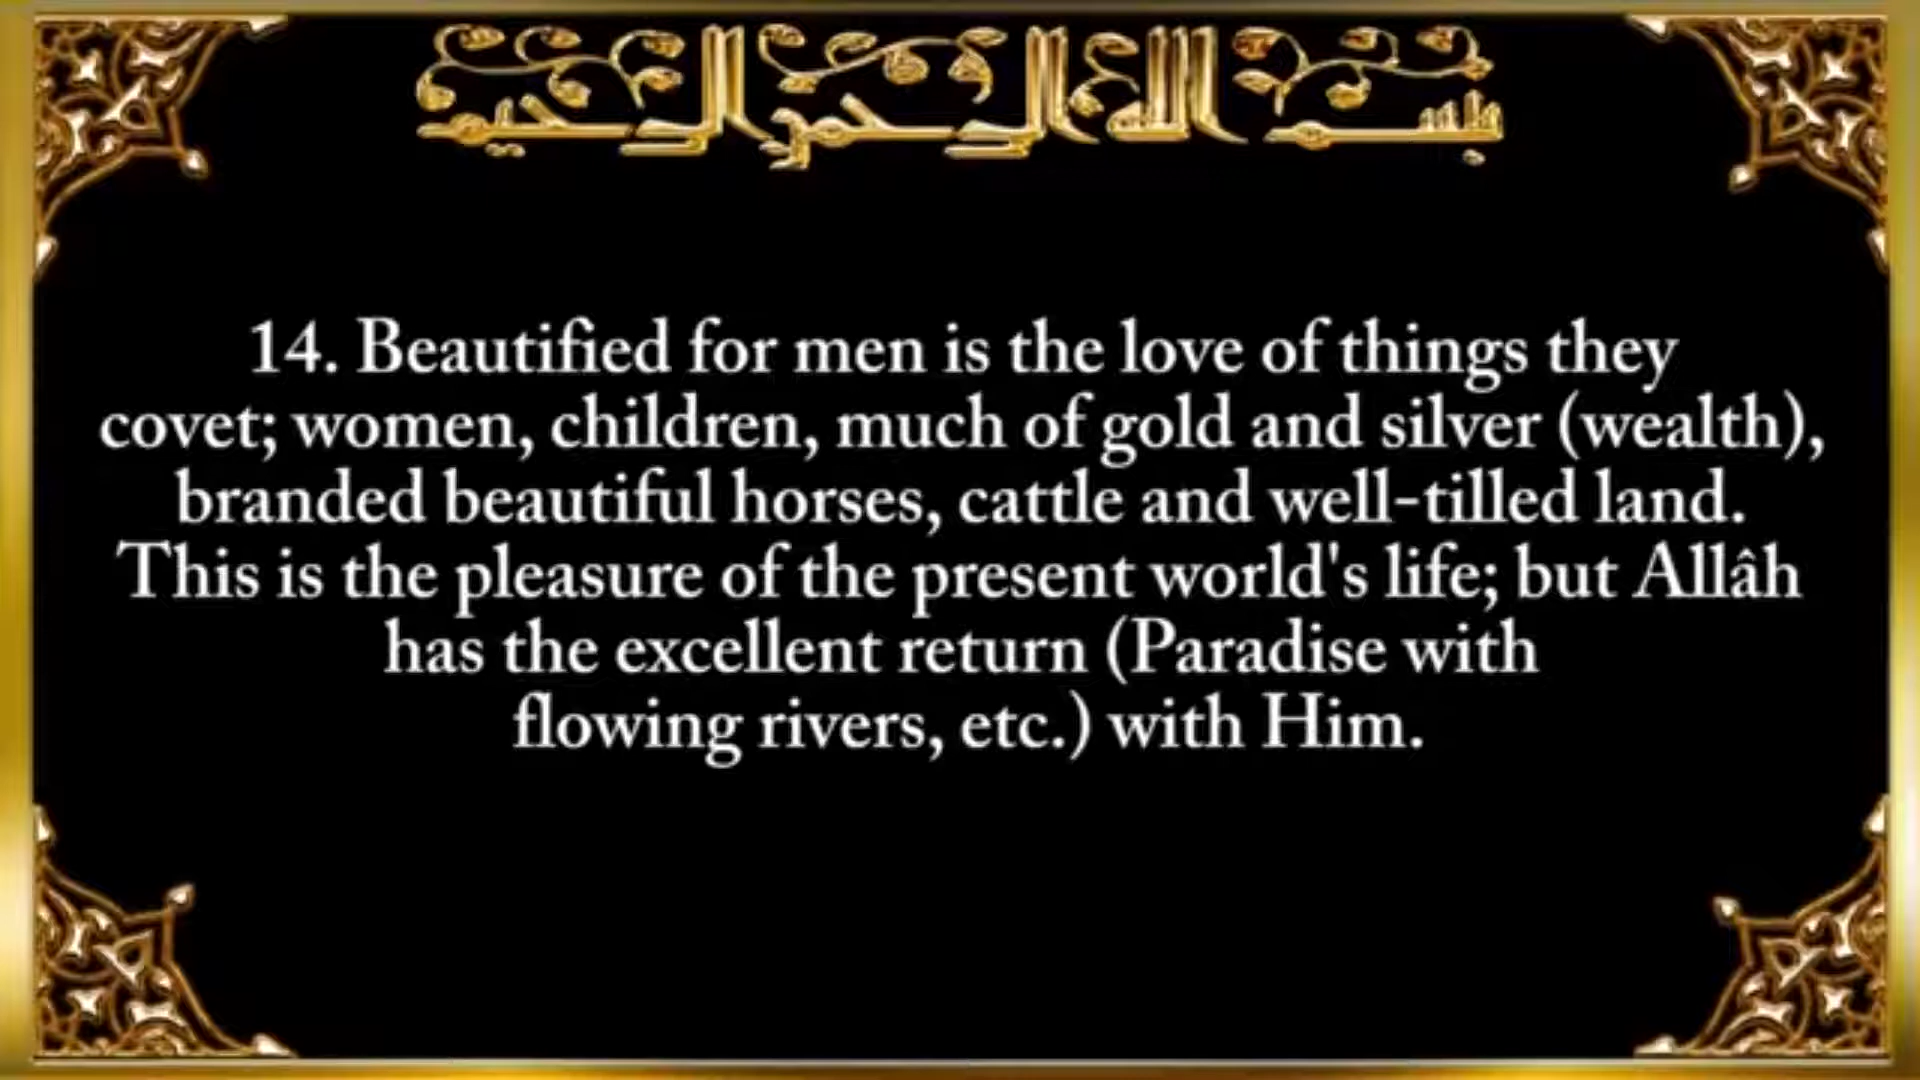 بسم الله الرحمن الرحيم
14. Beautified for men is the love of things they
covet; women, children, much of gold and silver (wealth),
branded beautiful horses, cattle and well-tilled land.
This is the pleasure of the present world's life; but Allâh
has the excellent return (Paradise with
flowing rivers, etc.) with Him.